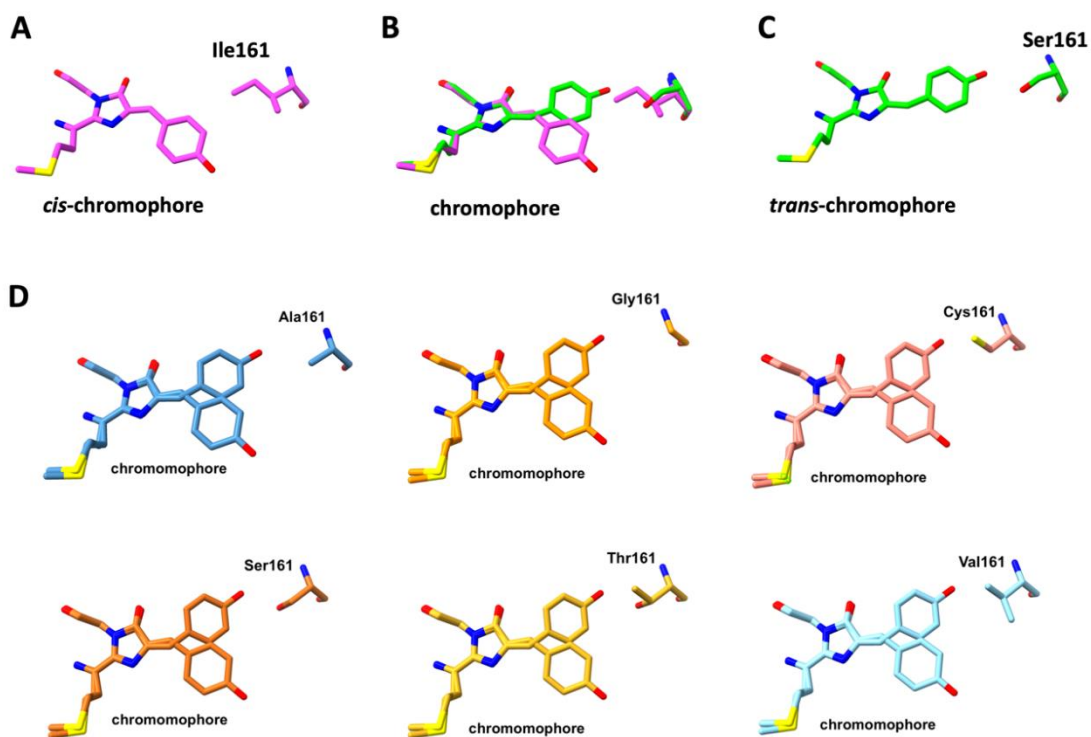 A
Ile161
cis-chromophore
B
chromophore
C
Ser161
trans-chromophore
D
Ala161
chromomophore
Gly161
chromomophore
Cys161
chromomophore
Ser161
chromomophore
Thr161
chromomophore
Val161
chromomophore